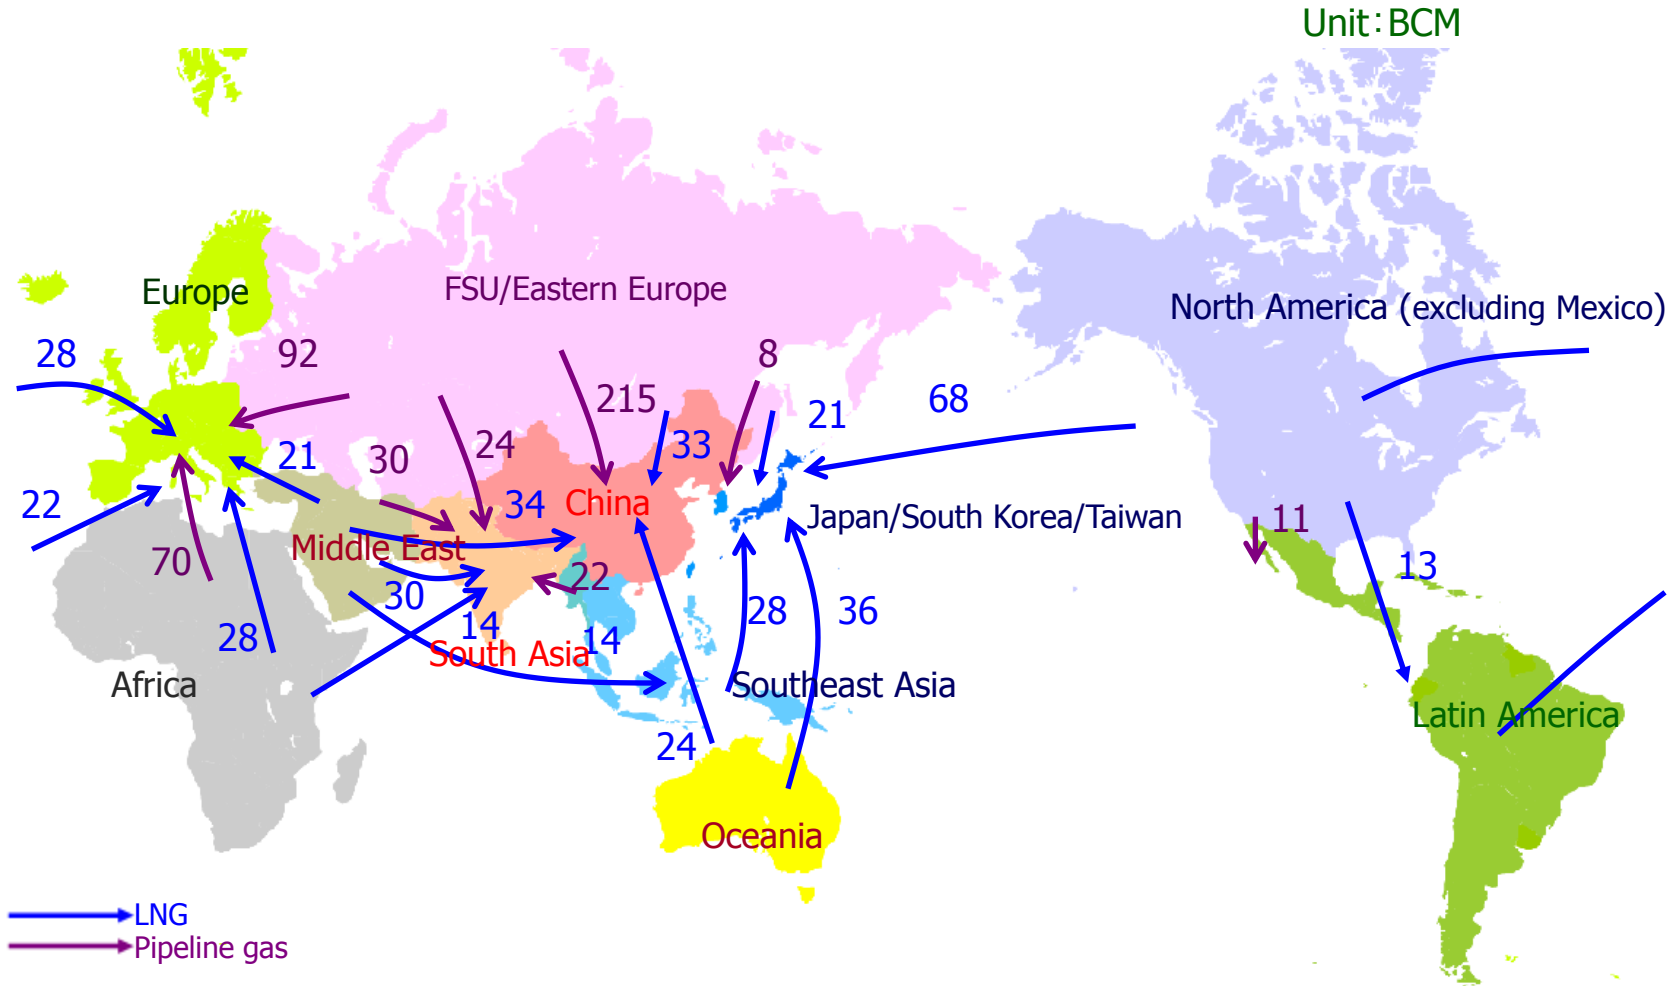 Unit:BCM
Europe
FSU/Eastern Europe
North America (excluding Mexico)
28
92
8
215
21
68
21
30
24
33
22
34
China
Japan/South Korea/Taiwan
11
Middle East
70
22
13
30
28
36
14
14
28
South Asia
Africa
Southeast Asia
Latin America
24
Oceania
LNG
Pipeline gas